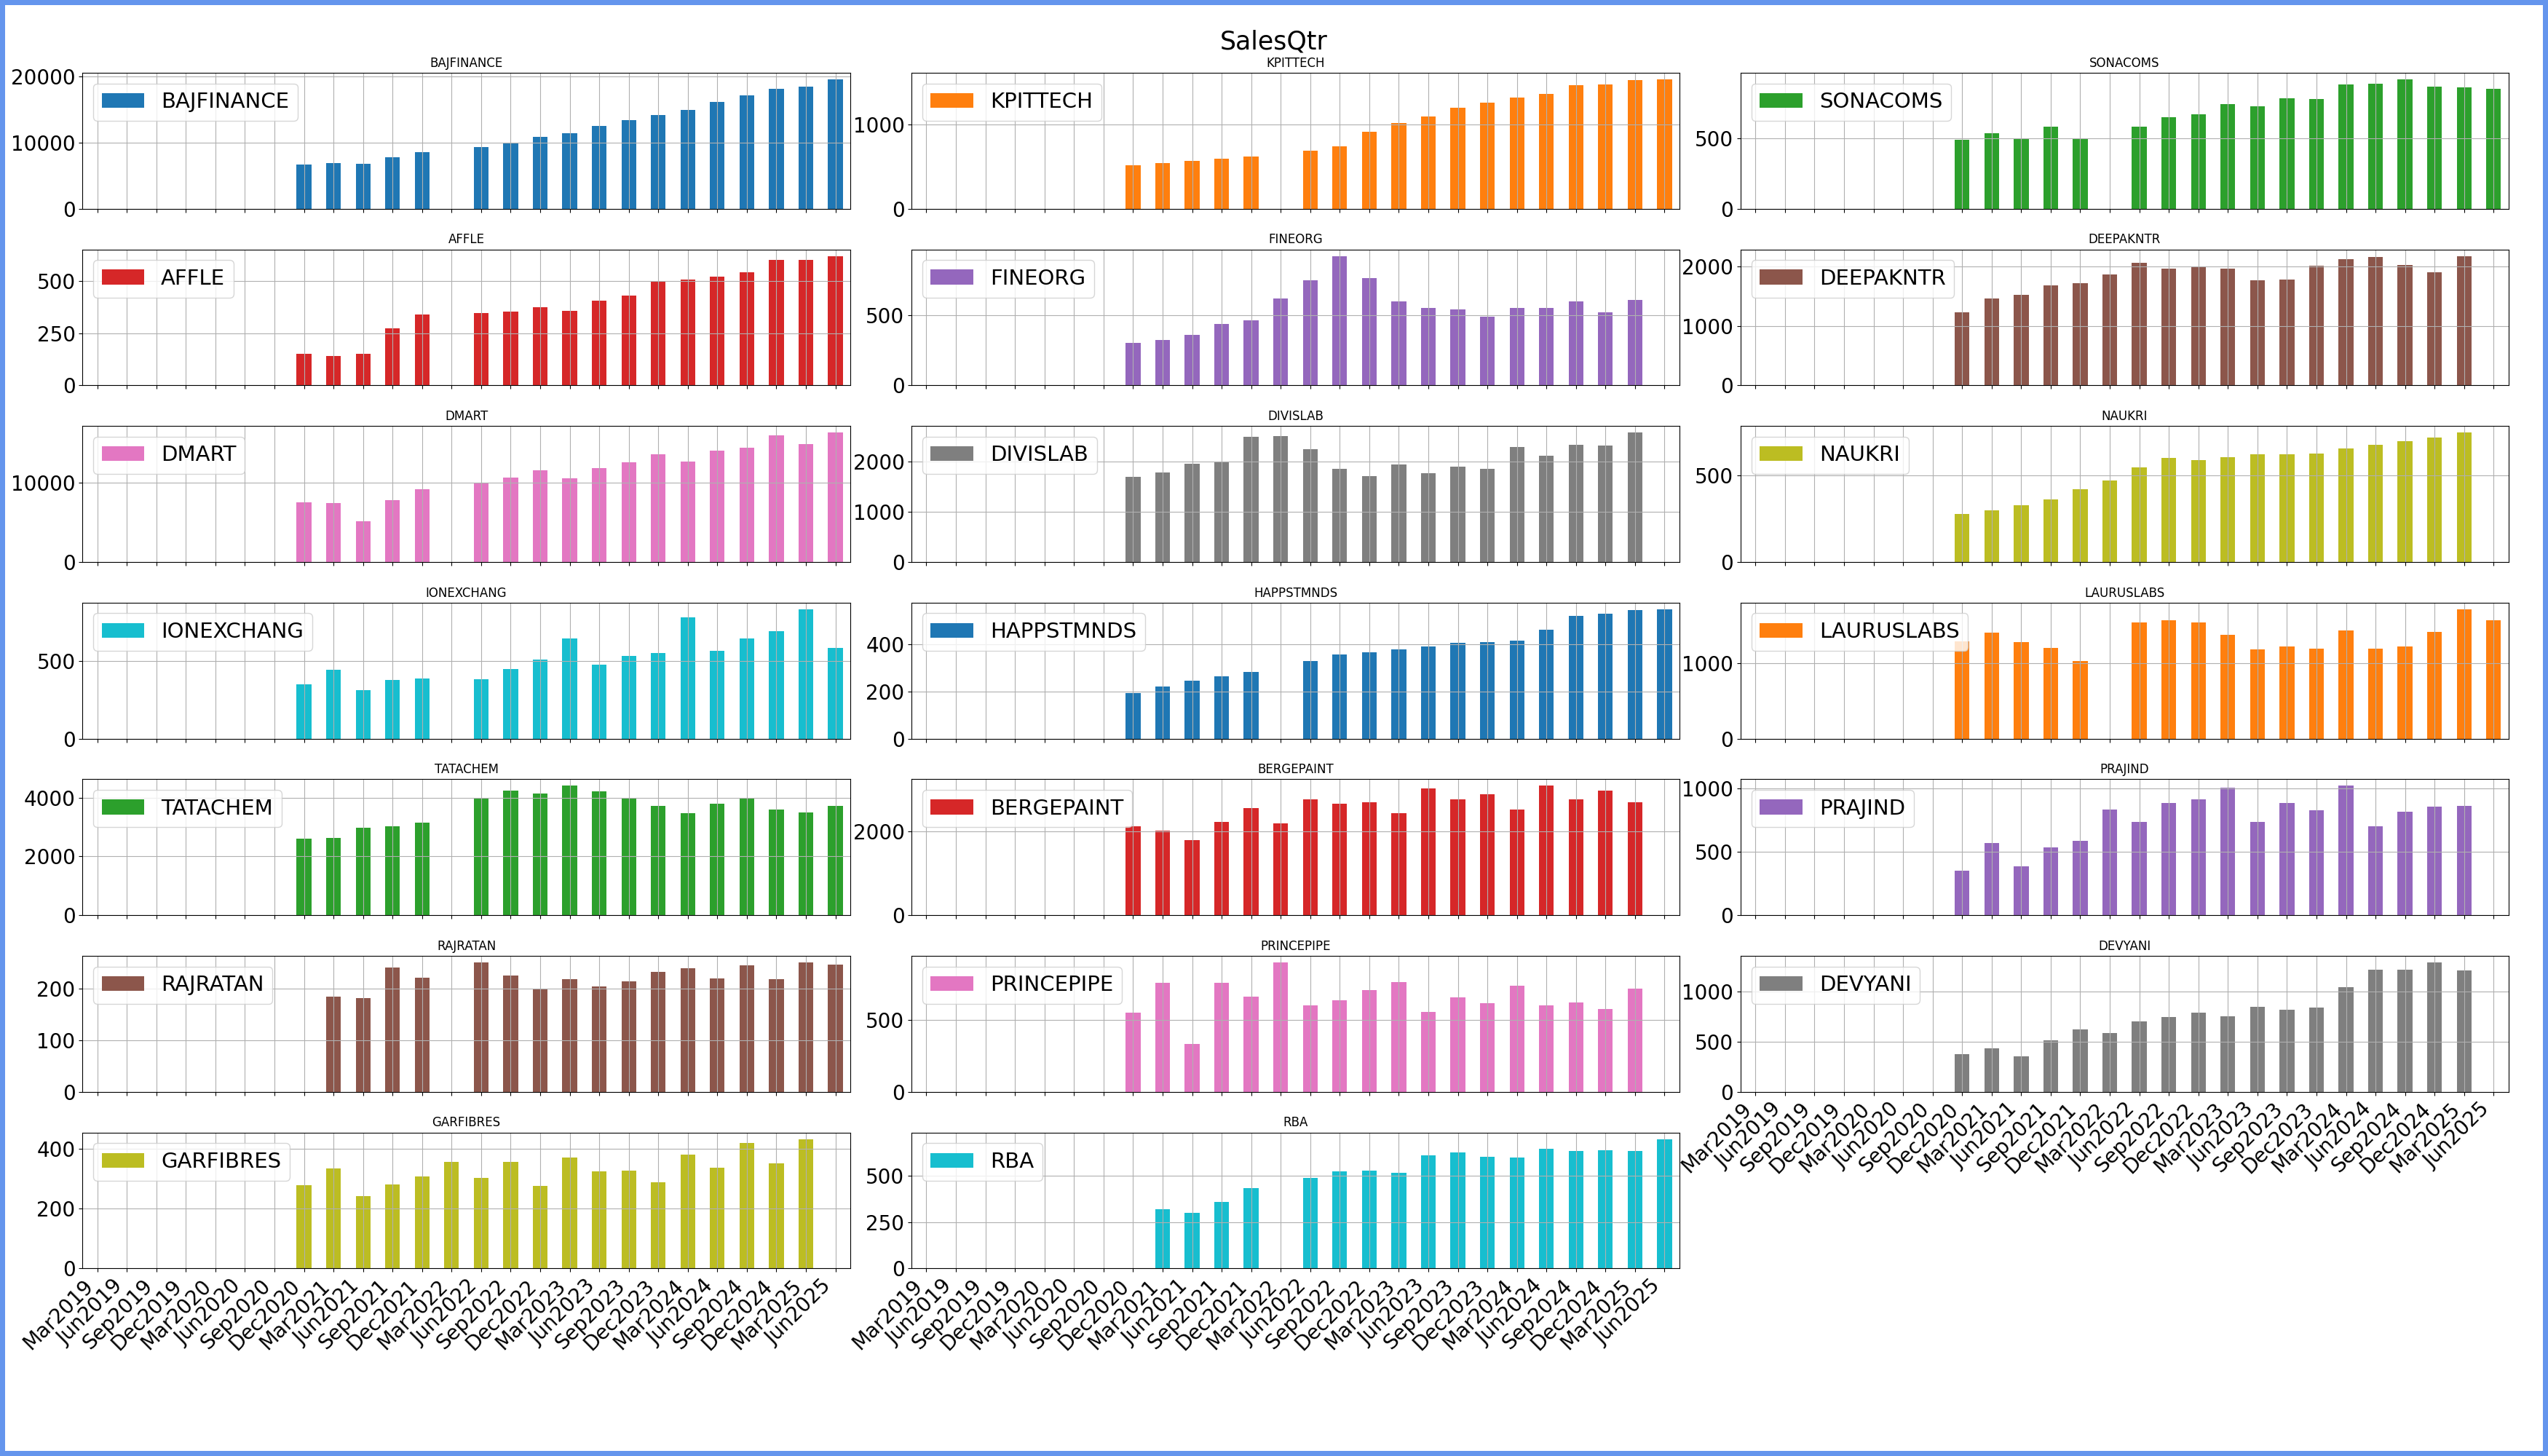 SalesQtr
BAJFINANCE
20000
10000
0
BAJFINANCE
KPITTECH
1000
0
KPITTECH
SONACOMS
500
0
SONACOMS
AFFLE
500
250
0
AFFLE
FINEORG
500
0
FINEORG
DEEPAKNTR
2000
1000
0
DEEPAKNTR
DMART
10000
0
DMART
DIVISLAB
2000
1000
0
DIVISLAB
NAUKRI
500
0
NAUKRI
IONEXCHANG
500
0
IONEXCHANG
HAPPSTMNDS
400
200
0
HAPPSTMNDS
LAURUSLABS
1000
0
LAURUSLABS
TATACHEM
4000
2000
0
TATACHEM
BERGEPAINT
2000
0
BERGEPAINT
PRAJIND
1000
500
0
PRAJIND
RAJRATAN
200
100
0
RAJRATAN
PRINCEPIPE
500
0
PRINCEPIPE
DEVYANI
1000
500
0
DEVYANI
Mar2019
Jun2019
Sep2019
Dec2019
Mar2020
Jun2020
Sep2020
Dec2020
Mar2021
Jun2021
Sep2021
Dec2021
Mar2022
Jun2022
Sep2022
Dec2022
Mar2023
Jun2023
Sep2023
Dec2023
Mar2024
Jun2024
Sep2024
Dec2024
Mar2025
Jun2025
GARFIBRES
400
200
0
GARFIBRES
Mar2019
Jun2019
Sep2019
Dec2019
Mar2020
Jun2020
Sep2020
Dec2020
Mar2021
Jun2021
Sep2021
Dec2021
Mar2022
Jun2022
Sep2022
Dec2022
Mar2023
Jun2023
Sep2023
Dec2023
Mar2024
Jun2024
Sep2024
Dec2024
Mar2025
Jun2025
RBA
500
250
0
RBA
Mar2019
Jun2019
Sep2019
Dec2019
Mar2020
Jun2020
Sep2020
Dec2020
Mar2021
Jun2021
Sep2021
Dec2021
Mar2022
Jun2022
Sep2022
Dec2022
Mar2023
Jun2023
Sep2023
Dec2023
Mar2024
Jun2024
Sep2024
Dec2024
Mar2025
Jun2025